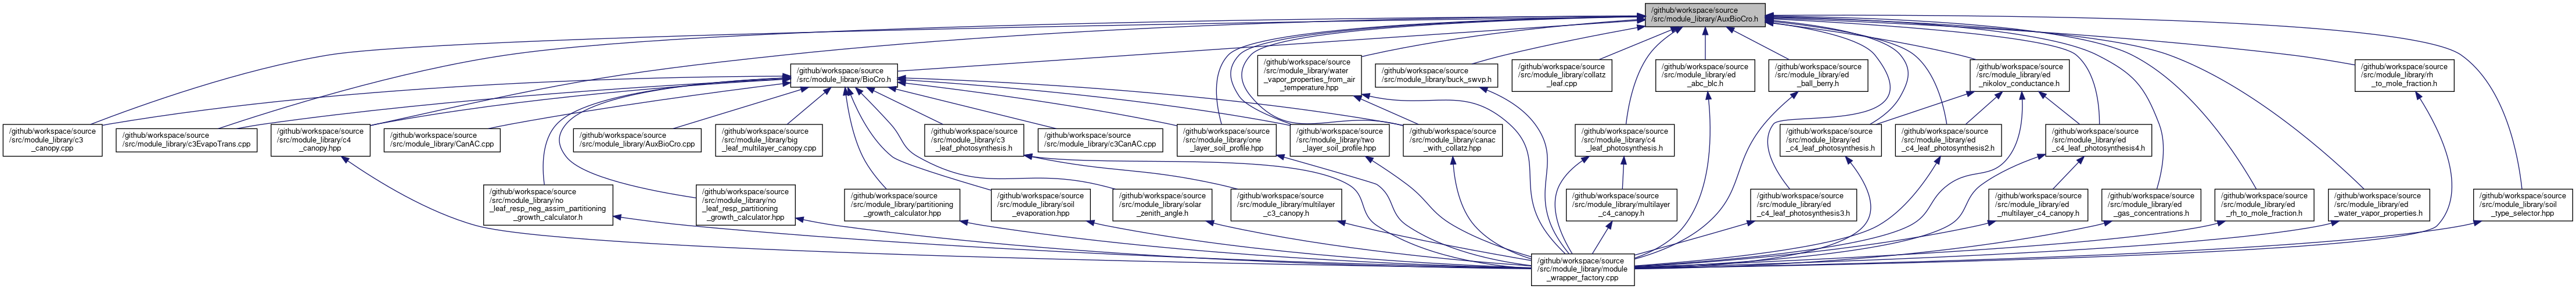 /github/workspace/source
/src/module_library/AuxBioCro.h
/github/workspace/source
/src/module_library/BioCro.h
/github/workspace/source
/src/module_library/water
_vapor_properties_from_air
_temperature.hpp
/github/workspace/source
/src/module_library/buck_swvp.h
/github/workspace/source
/src/module_library/collatz
_leaf.cpp
/github/workspace/source
/src/module_library/ed
_abc_blc.h
/github/workspace/source
/src/module_library/ed
_ball_berry.h
/github/workspace/source
/src/module_library/ed
_nikolov_conductance.h
/github/workspace/source
/src/module_library/rh
_to_mole_fraction.h
/github/workspace/source
/src/module_library/c3
_canopy.cpp
/github/workspace/source
/src/module_library/c3EvapoTrans.cpp
/github/workspace/source
/src/module_library/c4
_canopy.hpp
/github/workspace/source
/src/module_library/CanAC.cpp
/github/workspace/source
/src/module_library/AuxBioCro.cpp
/github/workspace/source
/src/module_library/big
_leaf_multilayer_canopy.cpp
/github/workspace/source
/src/module_library/c3
_leaf_photosynthesis.h
/github/workspace/source
/src/module_library/c3CanAC.cpp
/github/workspace/source
/src/module_library/one
_layer_soil_profile.hpp
/github/workspace/source
/src/module_library/two
_layer_soil_profile.hpp
/github/workspace/source
/src/module_library/canac
_with_collatz.hpp
/github/workspace/source
/src/module_library/c4
_leaf_photosynthesis.h
/github/workspace/source
/src/module_library/ed
_c4_leaf_photosynthesis.h
/github/workspace/source
/src/module_library/ed
_c4_leaf_photosynthesis2.h
/github/workspace/source
/src/module_library/ed
_c4_leaf_photosynthesis4.h
/github/workspace/source
/src/module_library/no
_leaf_resp_neg_assim_partitioning
_growth_calculator.h
/github/workspace/source
/src/module_library/no
_leaf_resp_partitioning
_growth_calculator.hpp
/github/workspace/source
/src/module_library/partitioning
_growth_calculator.hpp
/github/workspace/source
/src/module_library/soil
_evaporation.hpp
/github/workspace/source
/src/module_library/solar
_zenith_angle.h
/github/workspace/source
/src/module_library/multilayer
_c3_canopy.h
/github/workspace/source
/src/module_library/multilayer
_c4_canopy.h
/github/workspace/source
/src/module_library/ed
_c4_leaf_photosynthesis3.h
/github/workspace/source
/src/module_library/ed
_multilayer_c4_canopy.h
/github/workspace/source
/src/module_library/ed
_gas_concentrations.h
/github/workspace/source
/src/module_library/ed
_rh_to_mole_fraction.h
/github/workspace/source
/src/module_library/ed
_water_vapor_properties.h
/github/workspace/source
/src/module_library/soil
_type_selector.hpp
/github/workspace/source
/src/module_library/module
_wrapper_factory.cpp